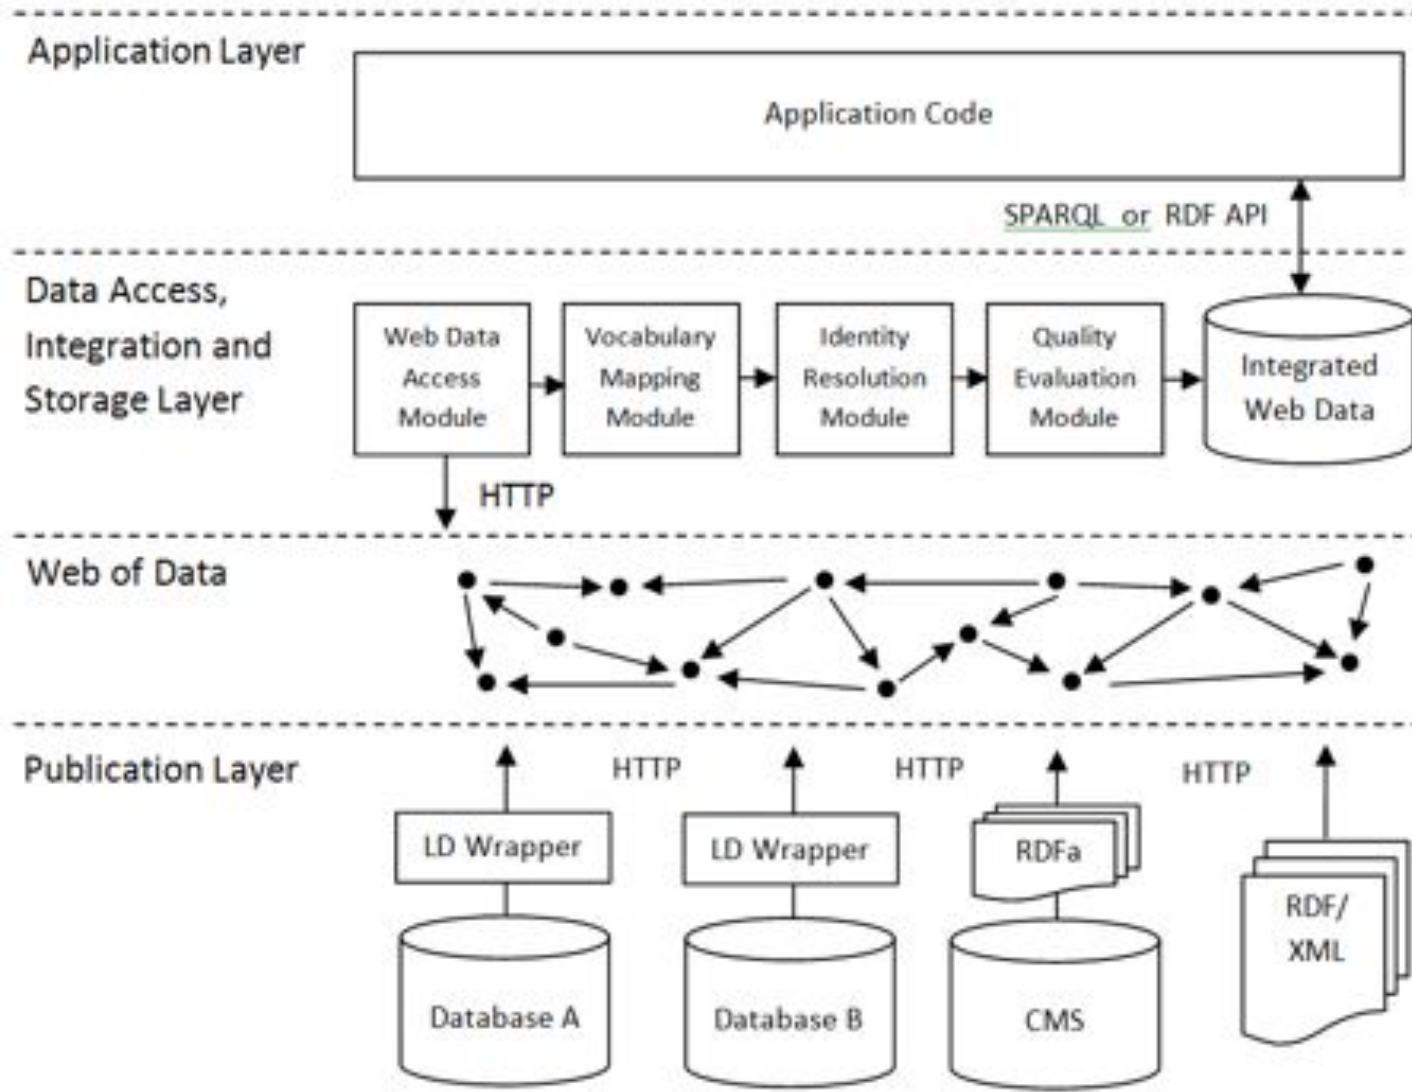 Application Layer
Application Code
SPARQL or RDF API
Data Access,
Integration and
Storage Layer
Web Data
Access
Module
Vocabulary
Mapping
Module
Identity
Resolution
Module
Quality
Evaluation
Module
Integrated
Web Data
HTTP
Web of Data
Publication Layer
HTTP
HTTP
HTTP
LD Wrapper
LD Wrapper
RDFa
RDF/
XML
Database A
Database B
CMS